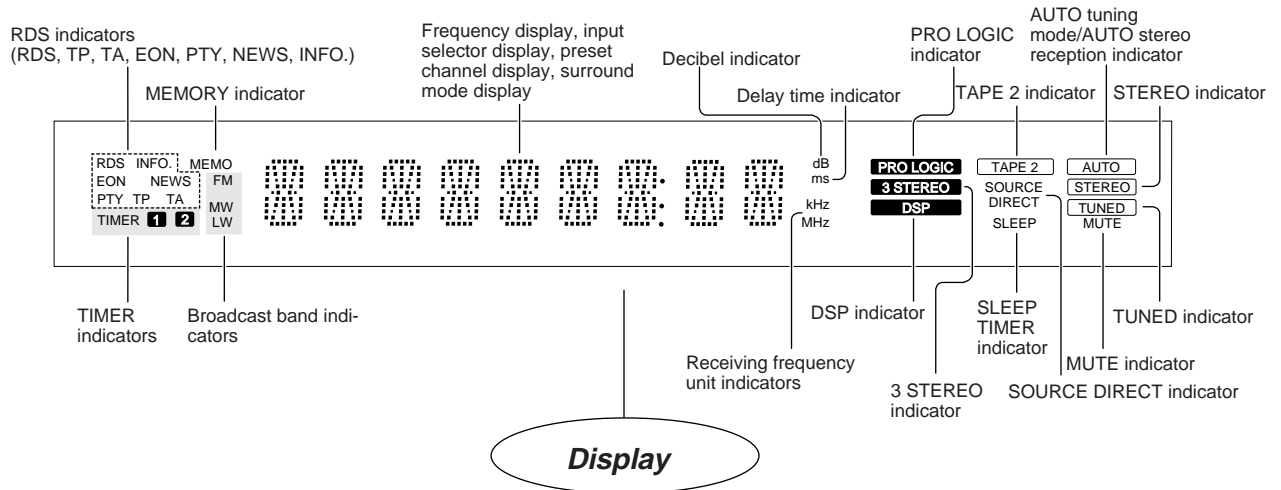 RDS indicators
(RDS, TP, TA, EON, PTY, NEWS, INFO.)
MEMORY indicator
Frequency display, input
selector display, preset
channel display, surround
mode display
Decibel indicator
Delay time indicator
PRO LOGIC
indicator
TAPE 2 indicator
AUTO tuning
mode/AUTO stereo
reception indicator
STEREO indicator
RDS INFO. MEMO
EON NEWS FM
PTY TP TA MW
TIMER 1 2 LW
dB
ms
kHz
MHz
PRO LOGIC
3 STEREO
DSP
TAPE 2
SOURCE
DIRECT
SLEEP
AUTO
STEREO
TUNED
MUTE
TIMER
indicators
Broadcast band indi-
cators
Receiving frequency
unit indicators
DSP indicator
3 STEREO
indicator
SLEEP
TIMER
indicator
TUNED indicator
MUTE indicator
SOURCE DIRECT indicator
Display